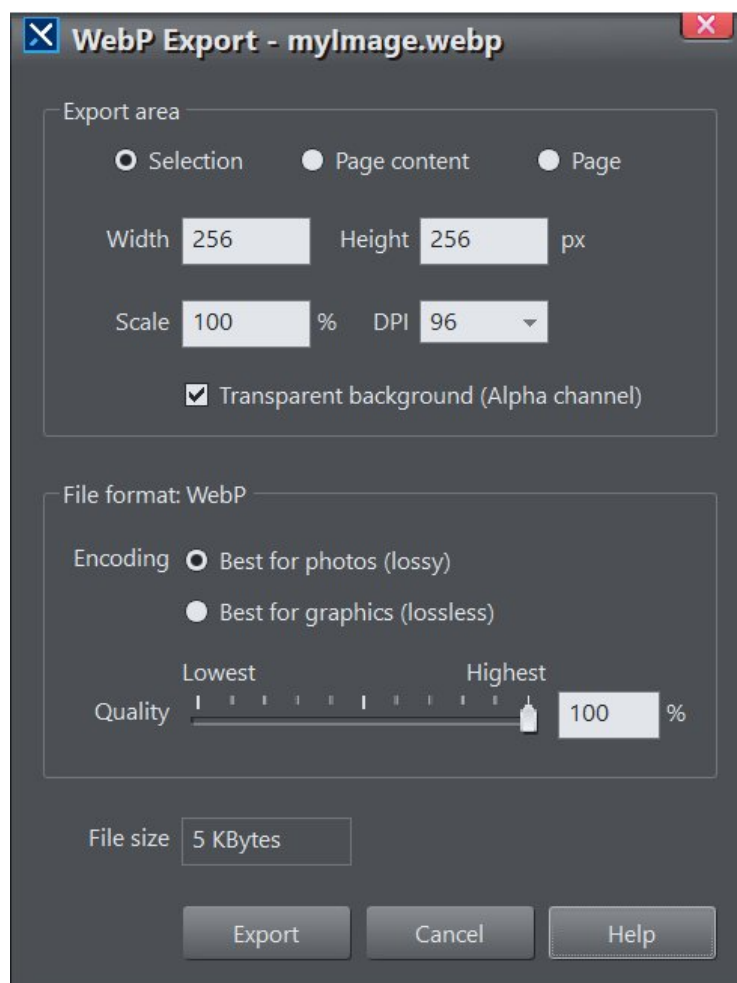 WebP Export - myImage.webp
Export area
Selection Page content Page
Width 256 Height 256 px
Scale 100 % DPI 96
Transparent background (Alpha channel)
File format: WebP
Encoding Best for photos (lossy)
Best for graphics (lossless)
Lowest Highest
Quality 100 %
File size 5 KBytes
Export Cancel Help